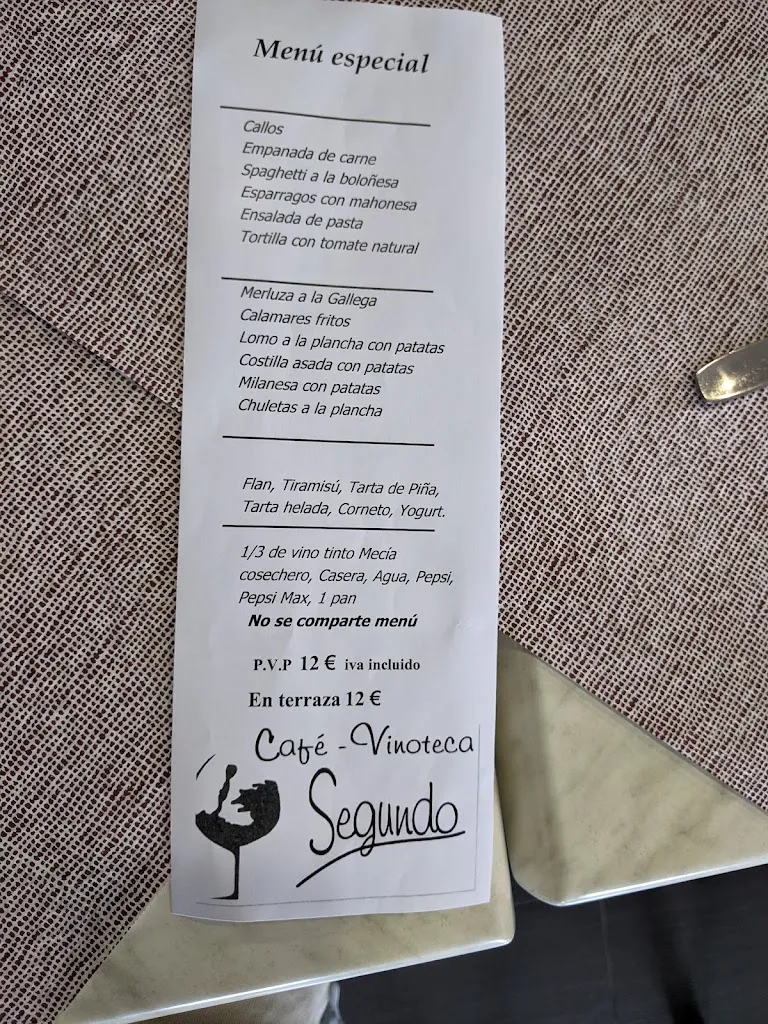 Menú especial
Callos
Empanada de carne
Spaghetti a la boloñesa
Esparragos con mahonesa
Ensalada de pasta
Tortilla con tomate natural
Merluza a la Gallega
Calamares fritos
Lomo a la plancha con patatas
Costilla asada con patatas
Milanesa con patatas
Chuletas a la plancha
Flan, Tiramisú, Tarta de Piña,
Tarta helada, Corneto, Yogurt.
1/3 de vino tinto Mecía
cosechero, Casera, Agua, Pepsi,
Pepsi Max, 1 pan
No se comparte menú
P.V.P 12 € iva incluido
En terraza 12 €
Café - Vinoteca
Segundo